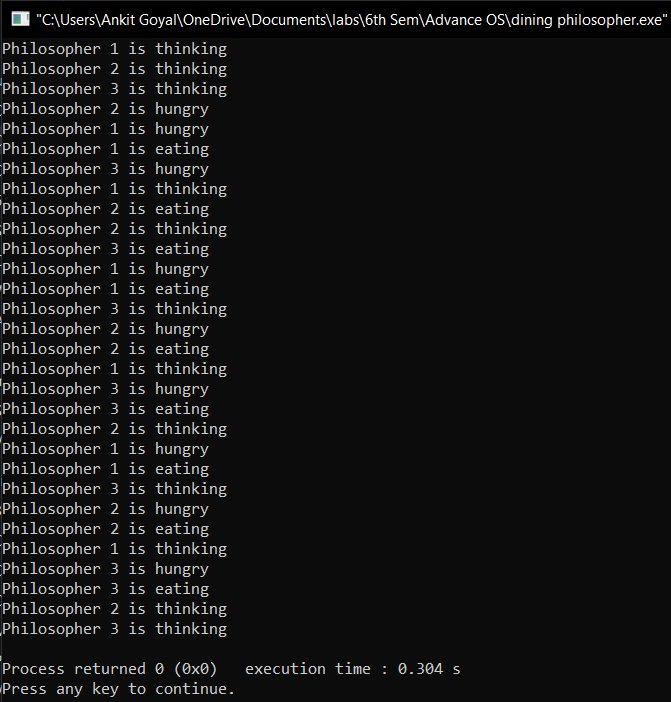 "C:\Users\Ankit Goyal\OneDrive\Documents\labs\6th Sem\Advance OS\dining philosopher.exe"
Philosopher 1 is thinking
Philosopher 2 is thinking
Philosopher 3 is thinking
Philosopher 2 is hungry
Philosopher 1 is hungry
Philosopher 1 is eating
Philosopher 3 is hungry
Philosopher 1 is thinking
Philosopher 2 is eating
Philosopher 2 is thinking
Philosopher 3 is eating
Philosopher 1 is hungry
Philosopher 1 is eating
Philosopher 3 is thinking
Philosopher 2 is hungry
Philosopher 2 is eating
Philosopher 1 is thinking
Philosopher 3 is hungry
Philosopher 3 is eating
Philosopher 2 is thinking
Philosopher 1 is hungry
Philosopher 1 is eating
Philosopher 3 is thinking
Philosopher 2 is hungry
Philosopher 2 is eating
Philosopher 1 is thinking
Philosopher 3 is hungry
Philosopher 3 is eating
Philosopher 2 is thinking
Philosopher 3 is thinking
Process returned 0 (0x0)   execution time : 0.304 s
Press any key to continue.